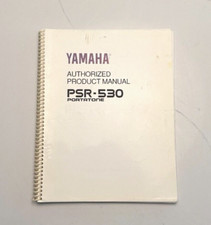 YAMAHA
AUTHORIZED
PRODUCT MANUAL
PSR-530
PORTATONE